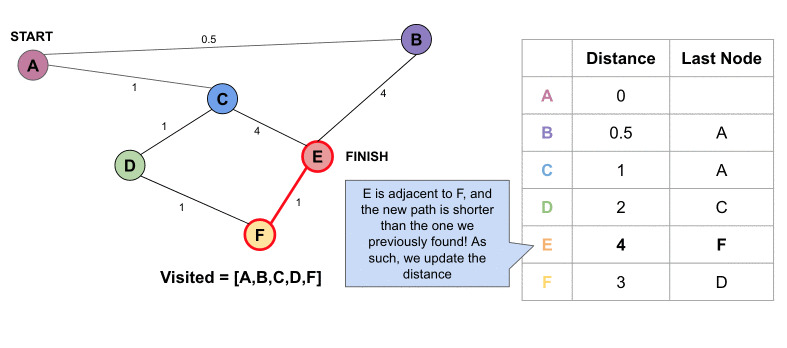 START
A
0.5
B
1
C
1
4
4
D
E
FINISH
1
1
F
Visited = [A,B,C,D,F]
E is adjacent to F, and
the new path is shorter
than the one we
previously found! As
such, we update the
distance
Distance Last Node
A 0
B 0.5 A
C 1 A
D 2 C
E 4 F
F 3 D